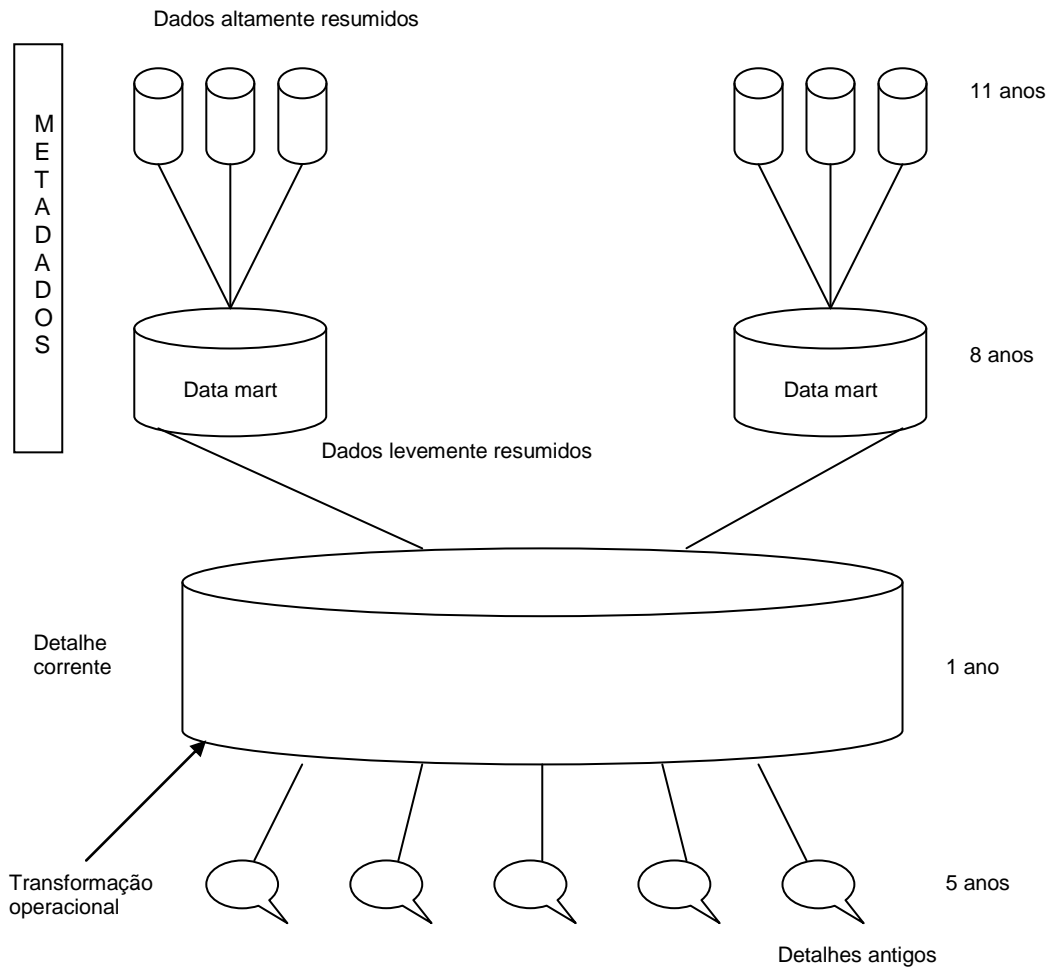 Dados altamente resumidos
METADADOS
11 anos
Data mart
Data mart
8 anos
Dados levemente resumidos
Detalhe
corrente
1 ano
Transformação
operacional
5 anos
Detalhes antigos